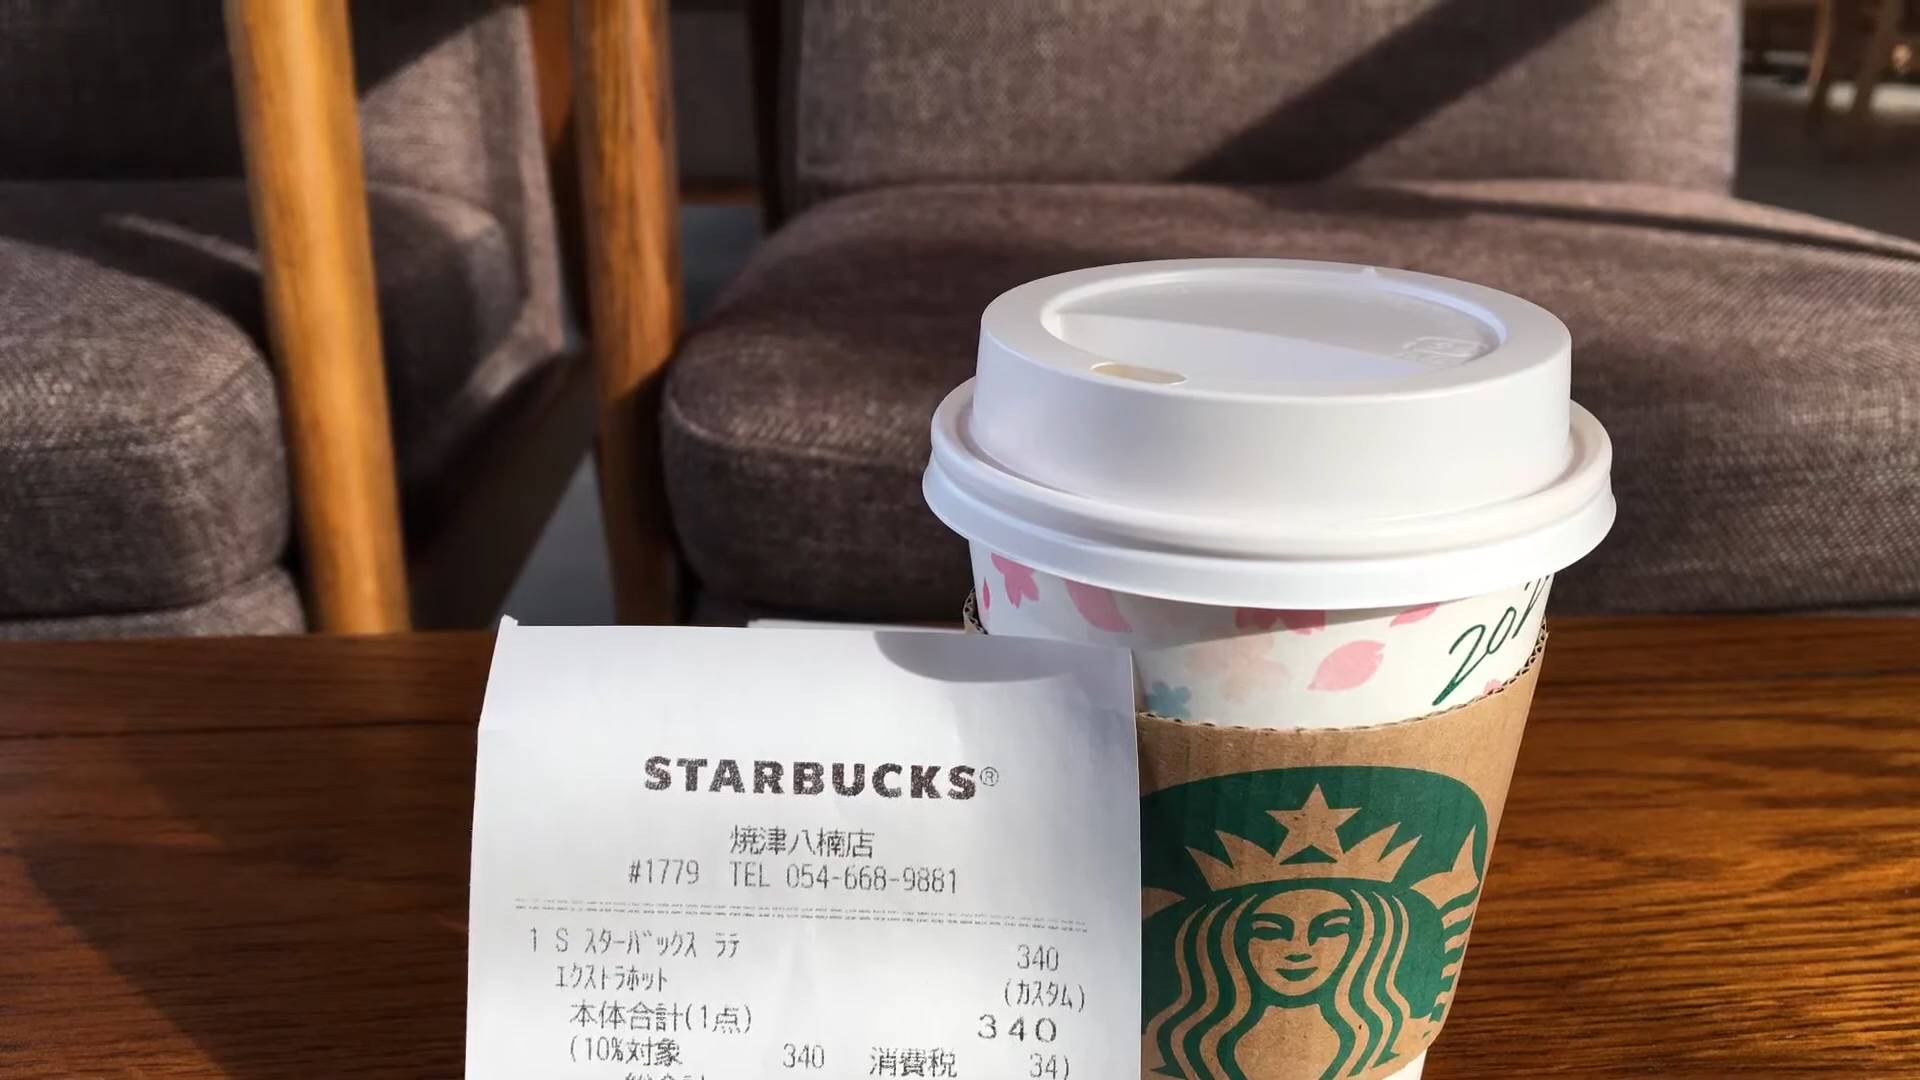 202
STARBUCKS®
焼津八楠店
#1779 TEL 054-668-9881
1 S スターバックス ラテ 340
エクストラホット (カスタム)
本体合計(1点) 340
(10%対象 340 消費税 34)